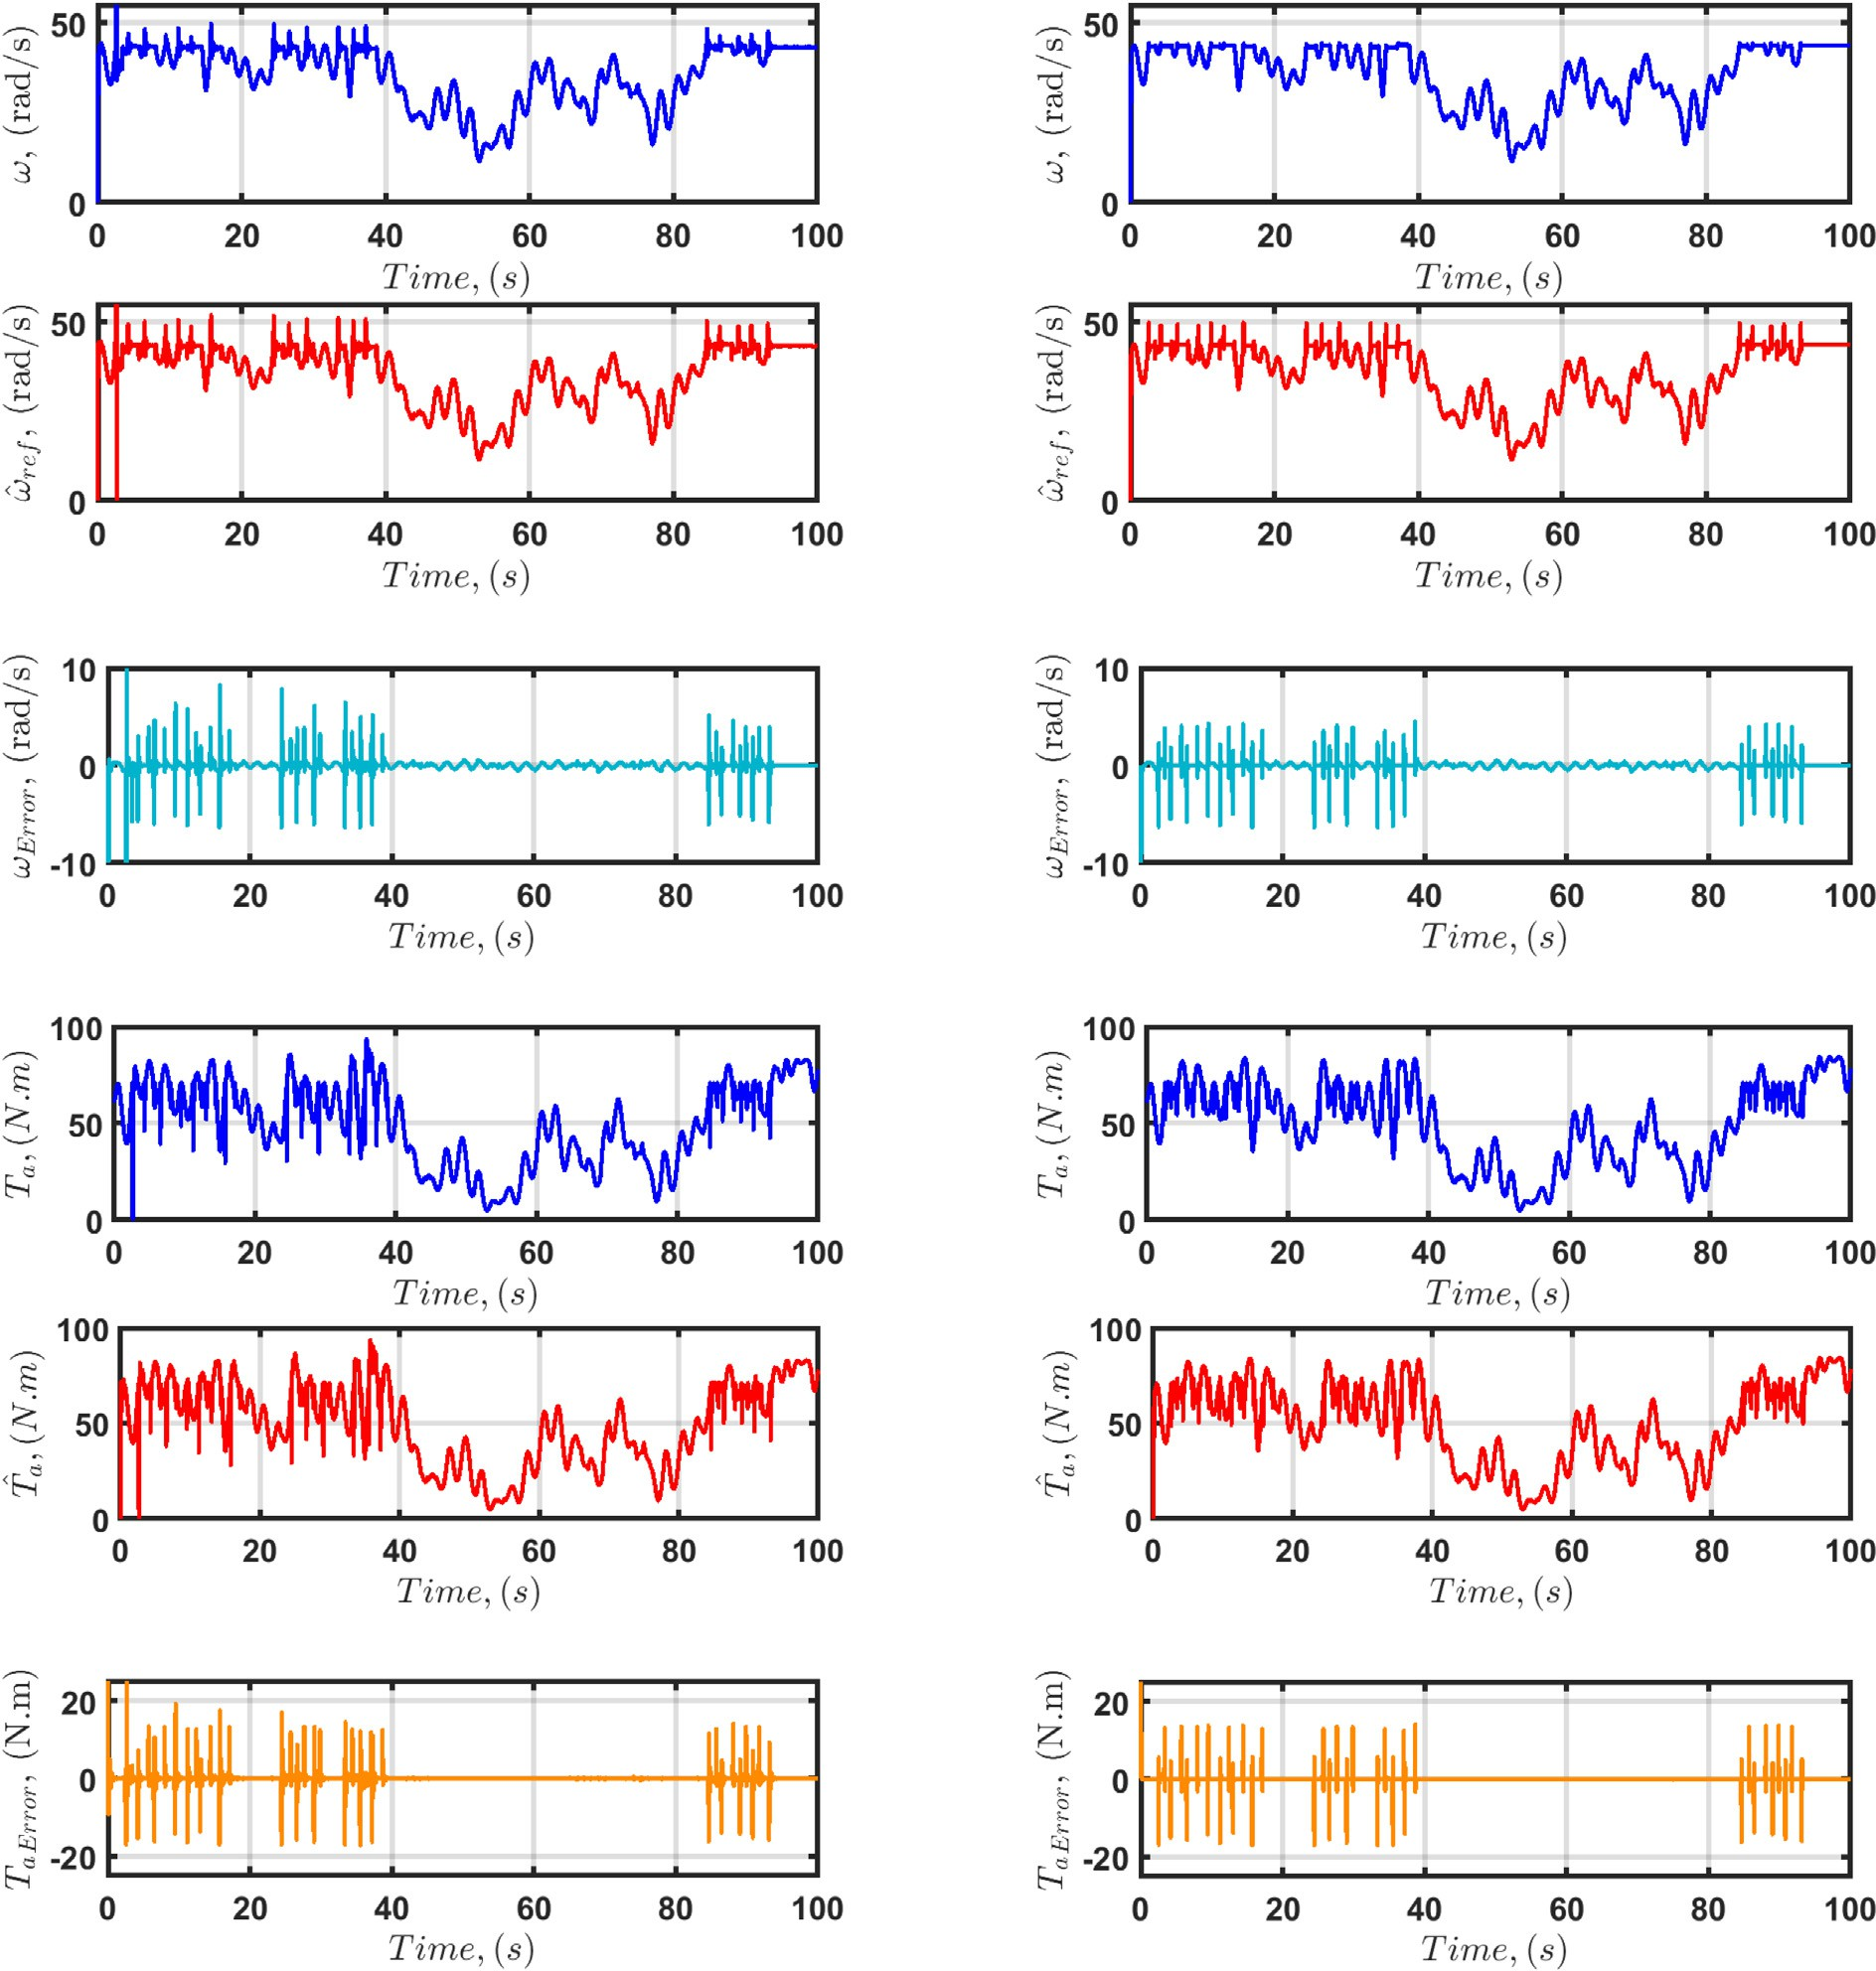 ω, (rad/s)
50
0
0 20 40 60 80 100
Time, (s)
ω, (rad/s)
50
0
0 20 40 60 80 100
Time, (s)
ω̂ref, (rad/s)
50
0
0 20 40 60 80 100
Time, (s)
ω̂ref, (rad/s)
50
0
0 20 40 60 80 100
Time, (s)
ωError, (rad/s)
10
0
-10
0 20 40 60 80 100
Time, (s)
ωError, (rad/s)
10
0
-10
0 20 40 60 80 100
Time, (s)
Ta, (N.m)
100
50
0
0 20 40 60 80 100
Time, (s)
Ta, (N.m)
100
50
0
0 20 40 60 80 100
Time, (s)
T̂a, (N.m)
100
50
0
0 20 40 60 80 100
Time, (s)
T̂a, (N.m)
100
50
0
0 20 40 60 80 100
Time, (s)
TaError, (N.m)
20
0
-20
0 20 40 60 80 100
Time, (s)
TaError, (N.m)
20
0
-20
0 20 40 60 80 100
Time, (s)